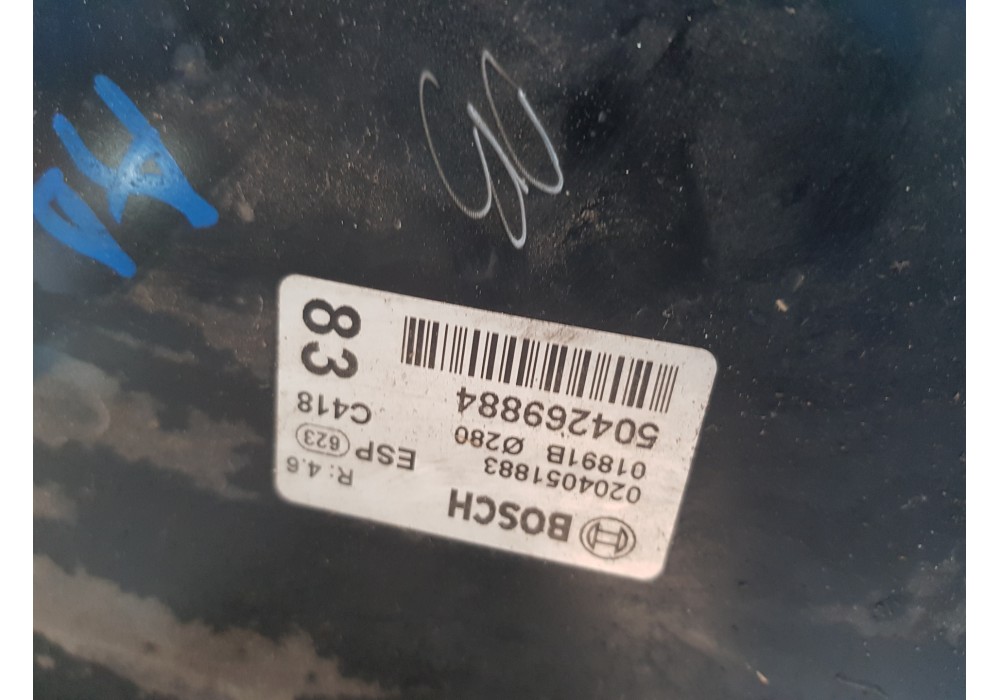 BOSCH
R: 4.6
0204051883
ESP 623
01891B Ø280
C418
504269884
83